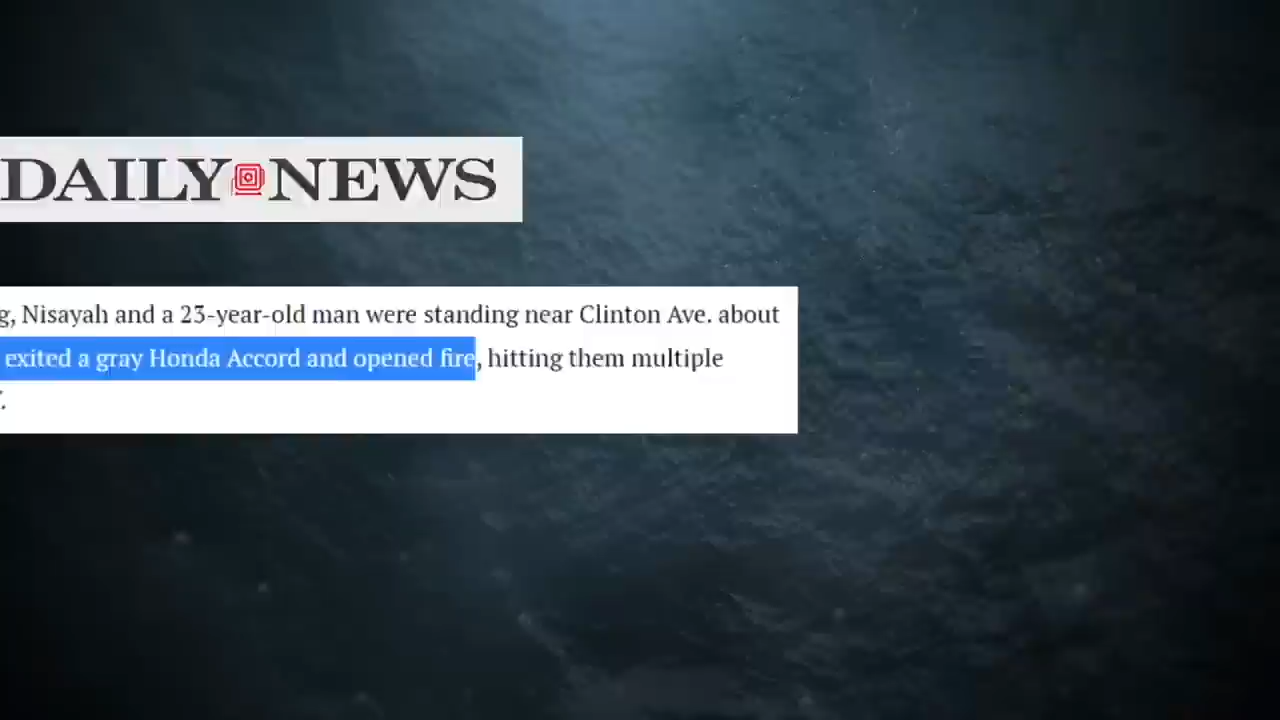 DAILY NEWS
g, Nisayah and a 23-year-old man were standing near Clinton Ave. about
exited a gray Honda Accord and opened fire, hitting them multiple